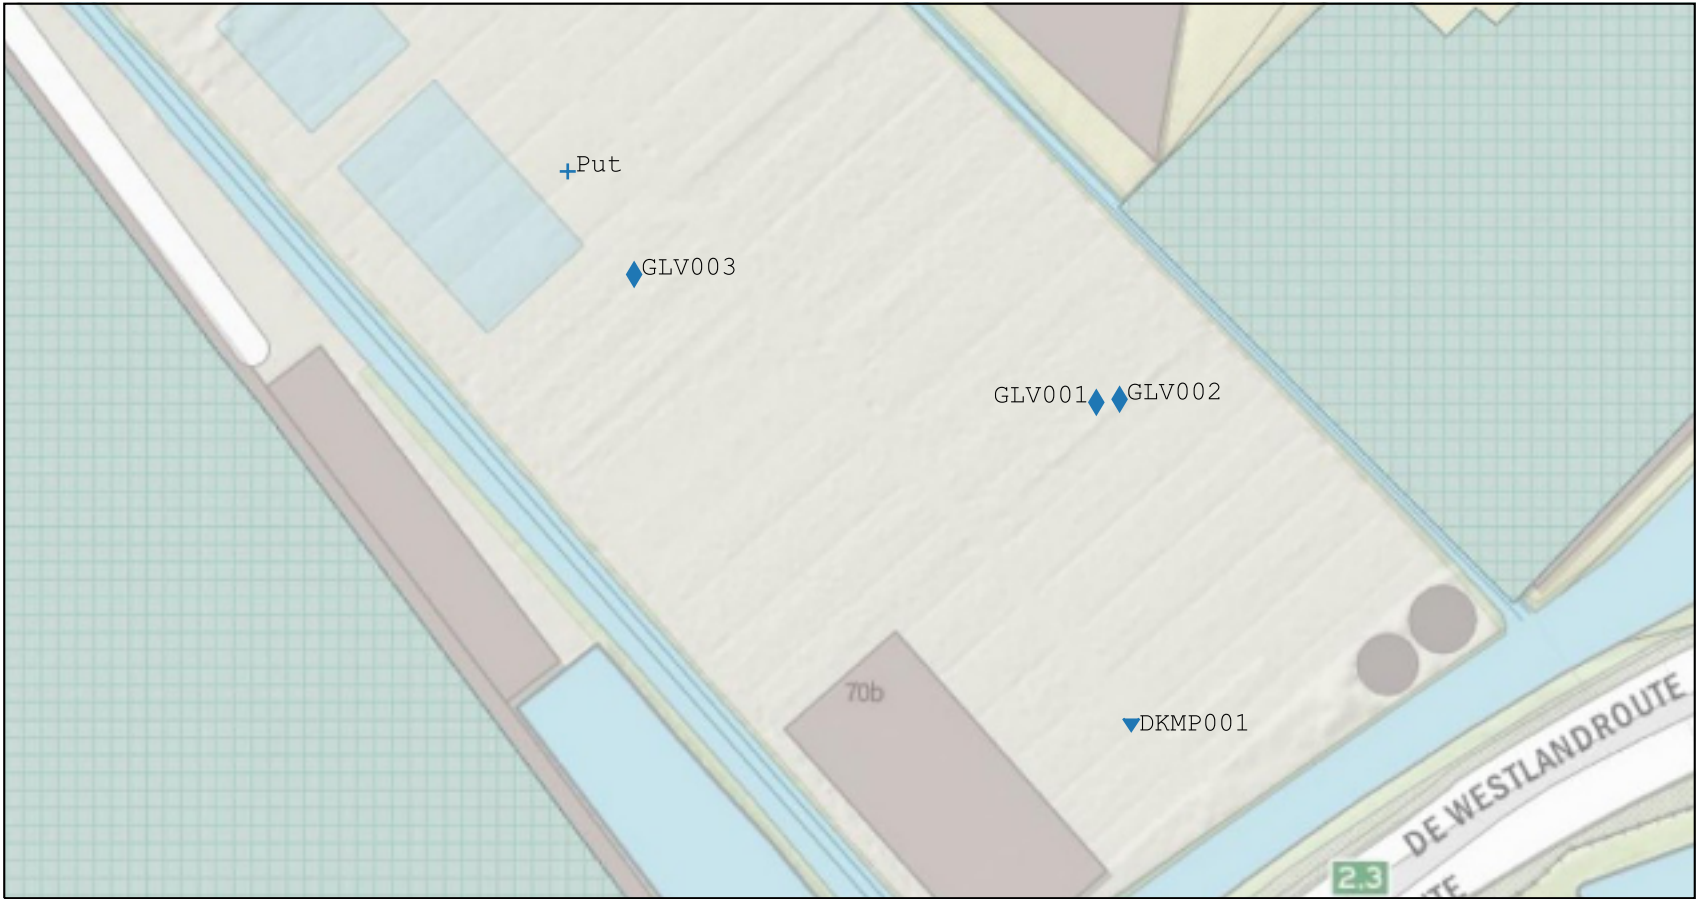 Put
GLV003
GLV001
GLV002
70b
DKMP001
DE WESTLANDROUTE
2.3